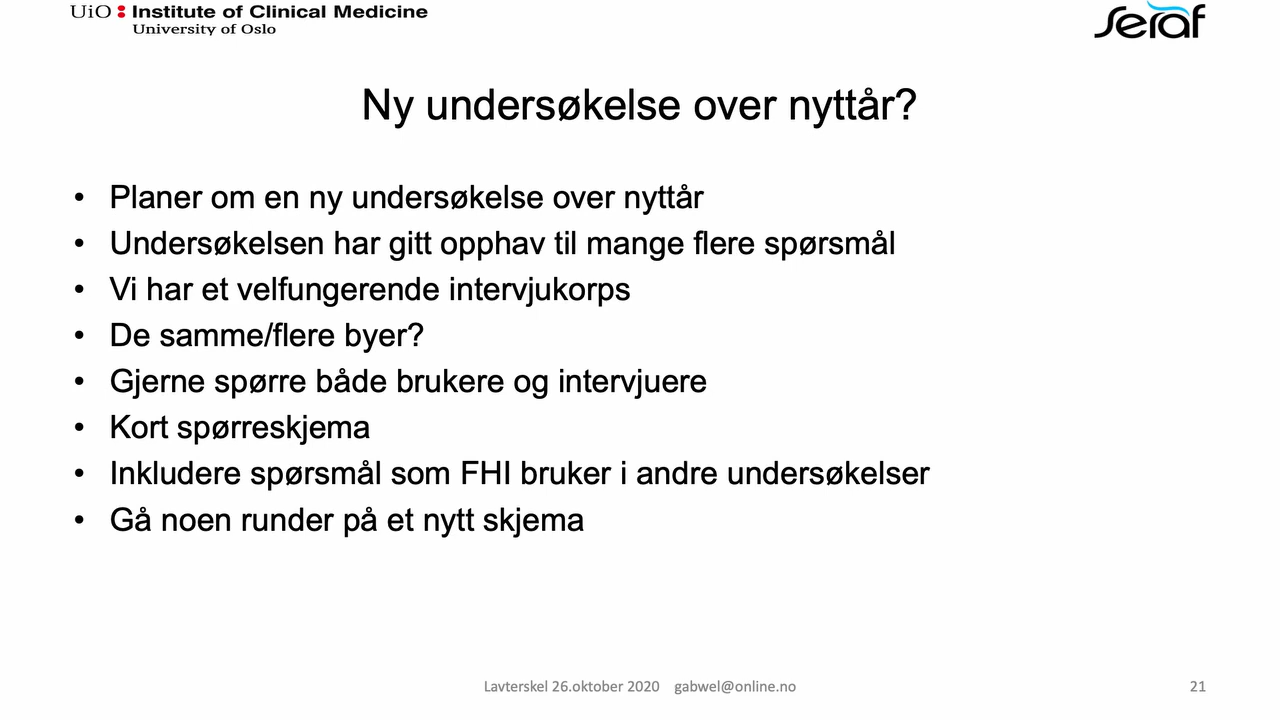 UiO Institute of Clinical Medicine
University of Oslo
seraf
Ny undersøkelse over nyttår?
• Planer om en ny undersøkelse over nyttår
• Undersøkelsen har gitt opphav til mange flere spørsmål
• Vi har et velfungerende intervjukorps
• De samme/flere byer?
• Gjerne spørre både brukere og intervjuere
• Kort spørreskjema
• Inkludere spørsmål som FHI bruker i andre undersøkelser
• Gå noen runder på et nytt skjema
Lavterskel 26.oktober 2020 gabwel@online.no
21